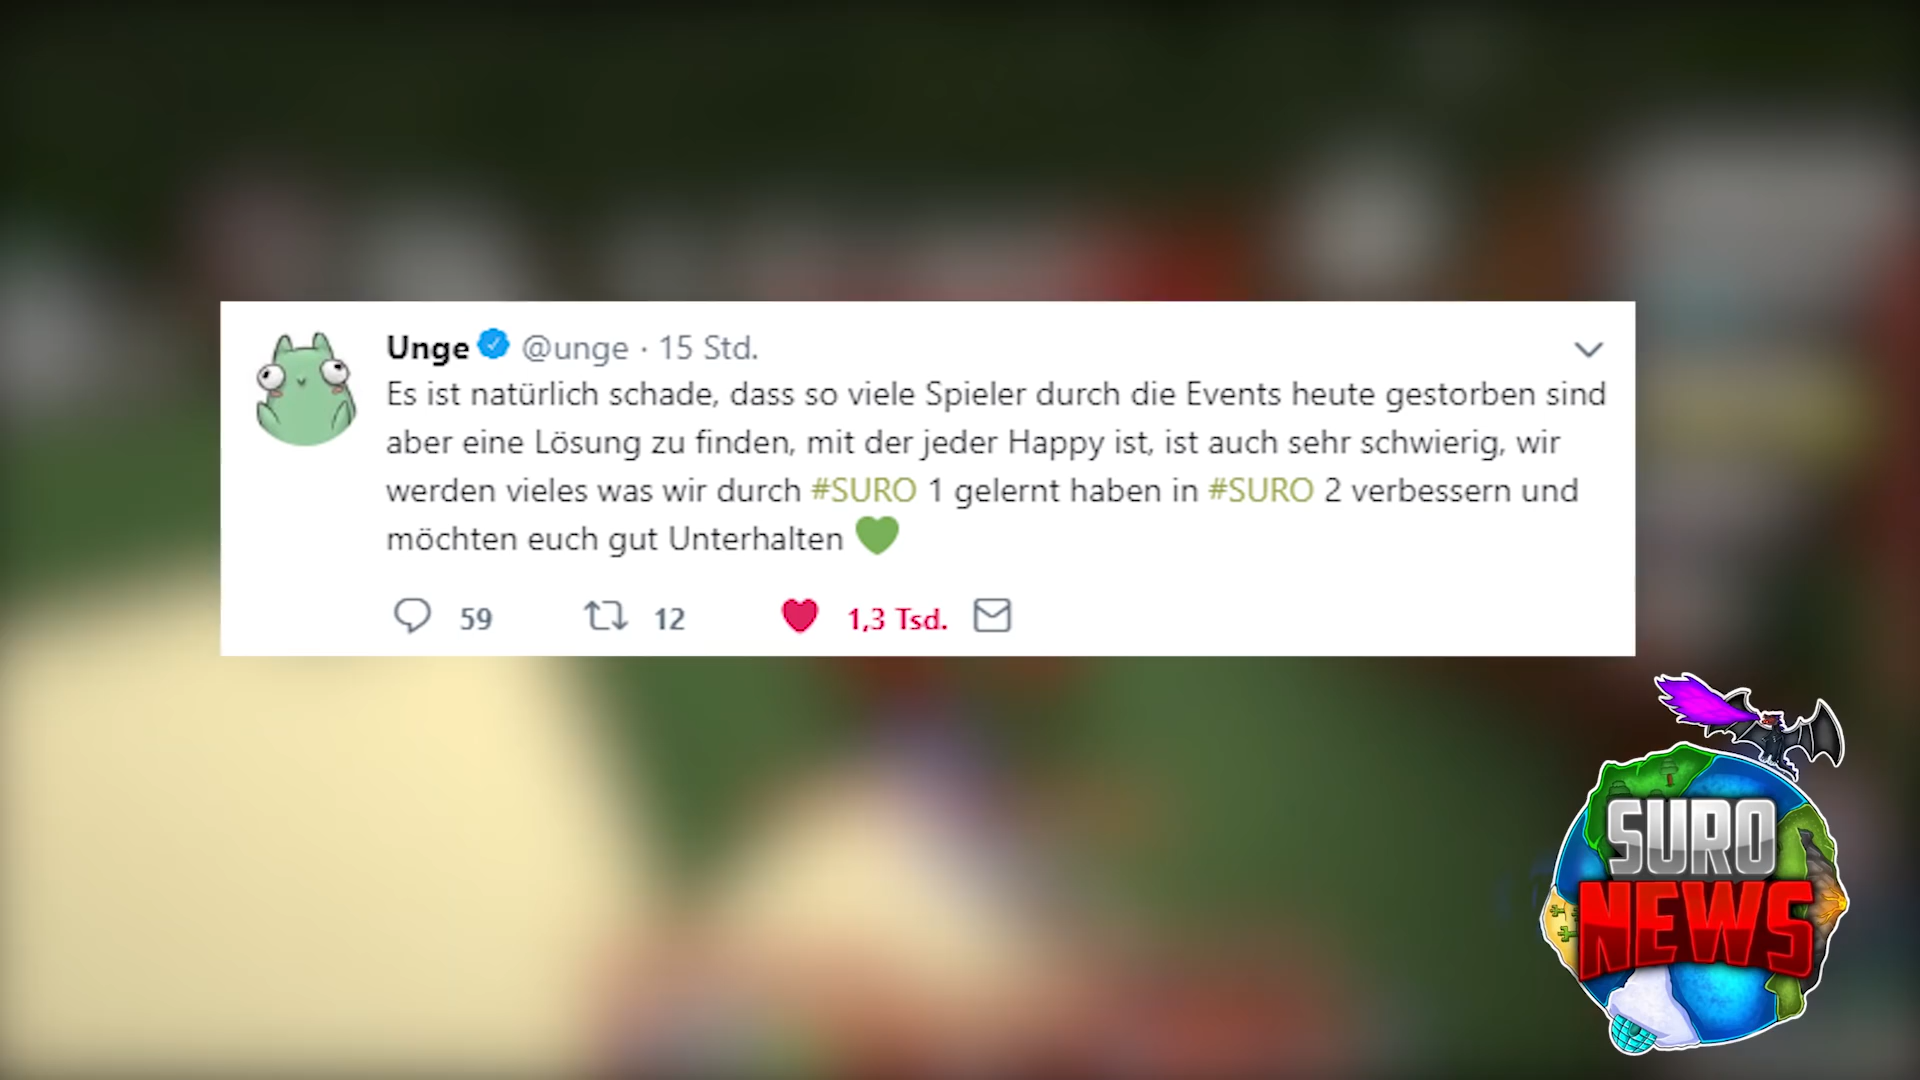 Unge @unge · 15 Std.
Es ist natürlich schade, dass so viele Spieler durch die Events heute gestorben sind
aber eine Lösung zu finden, mit der jeder Happy ist, ist auch sehr schwierig, wir
werden vieles was wir durch #SURO 1 gelernt haben in #SURO 2 verbessern und
möchten euch gut Unterhalten 💚
59 12 1,3 Tsd.
SURO
NEWS